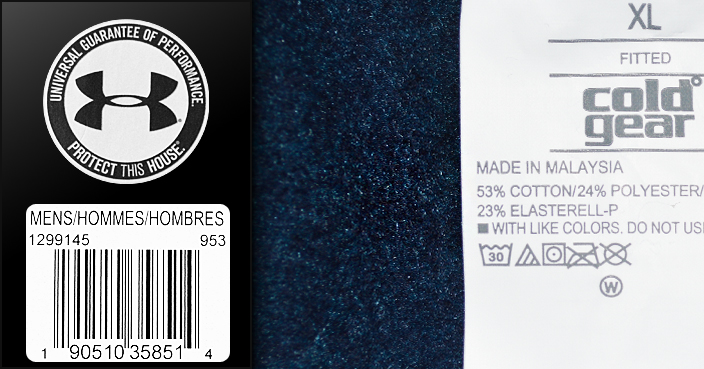 UNIVERSAL GUARANTEE OF PERFORMANCE.
PROTECT THIS HOUSE.
MENS/HOMMES/HOMBRES
1299145 953
1 90510 35851 4
XL
FITTED
cold
gear
MADE IN MALAYSIA
53% COTTON/24% POLYESTER/
23% ELASTERELL-P
WITH LIKE COLORS. DO NOT US
30
W